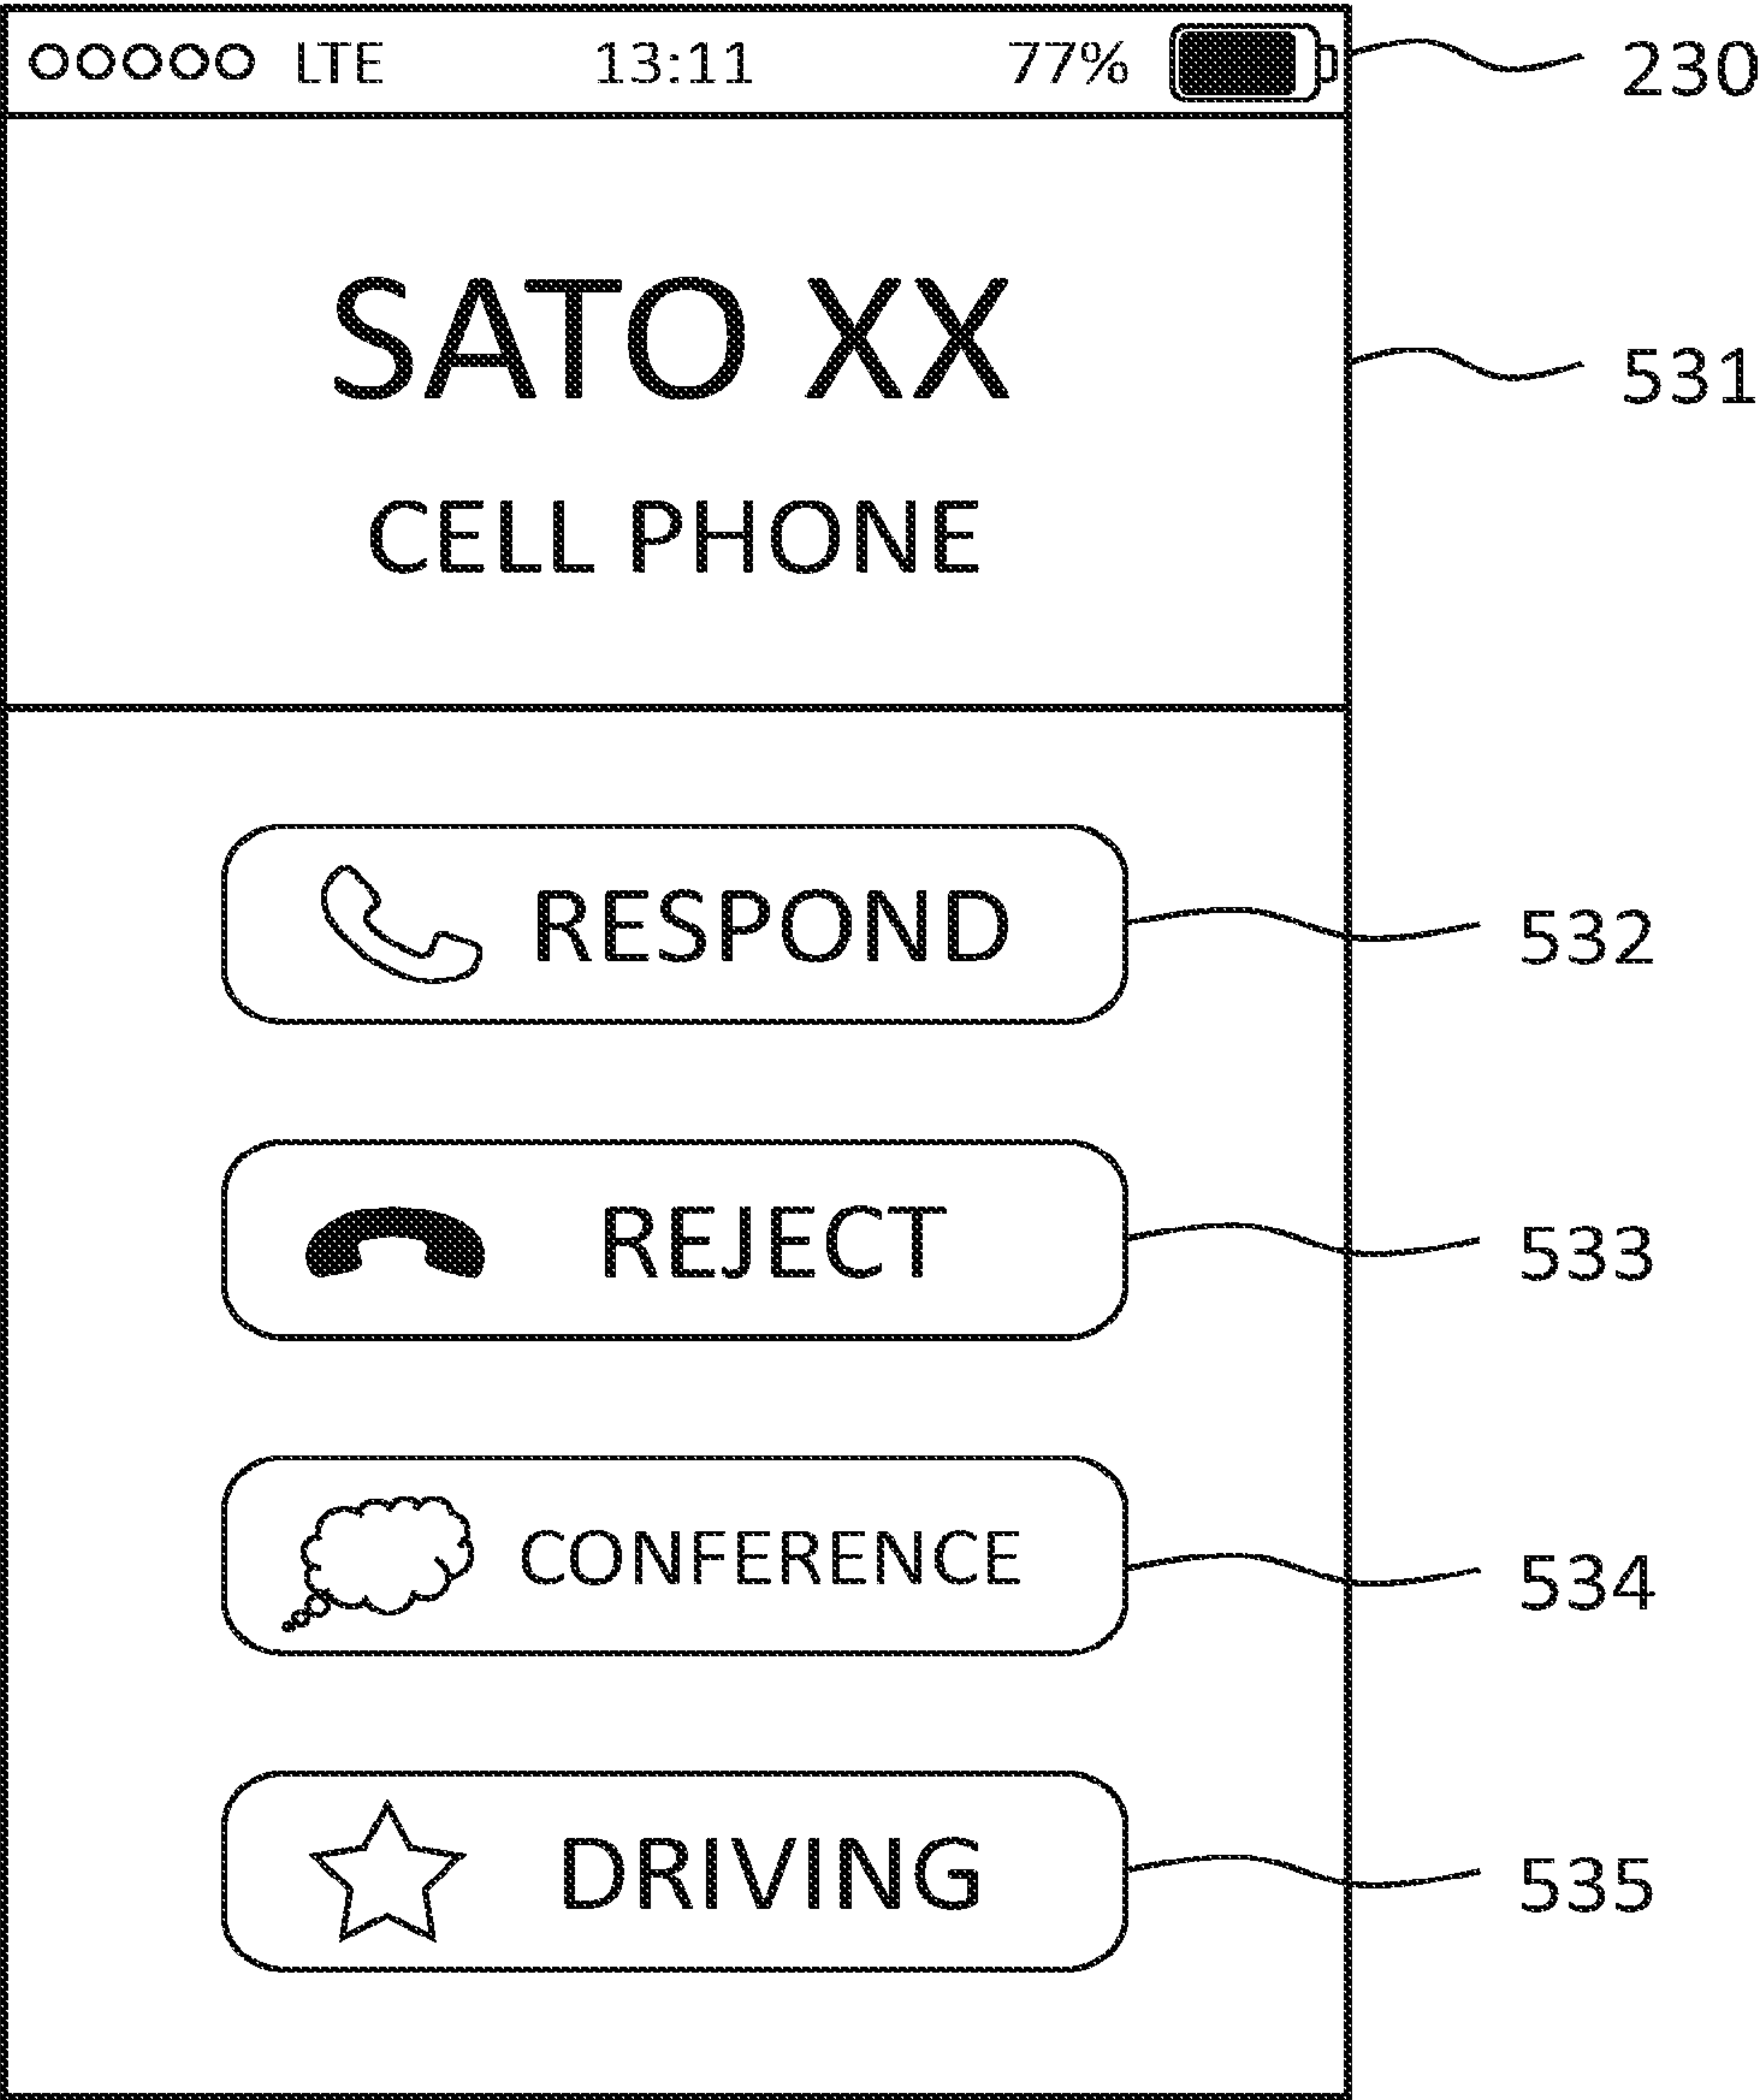 LTE 13:11 77% 230
SATO XX 531
CELL PHONE
RESPOND 532
REJECT 533
CONFERENCE 534
DRIVING 535